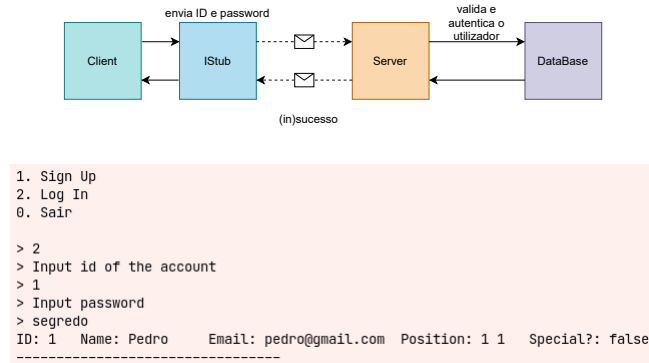 envia ID e password
valida e
autentica o
utilizador
Client
IStub
Server
DataBase
(in)sucesso
1. Sign Up
2. Log In
0. Sair
> 2
> Input id of the account
> 1
> Input password
> segredo
ID: 1 Name: Pedro Email: pedro@gmail.com Position: 1 1 Special?: false
---------------------------------